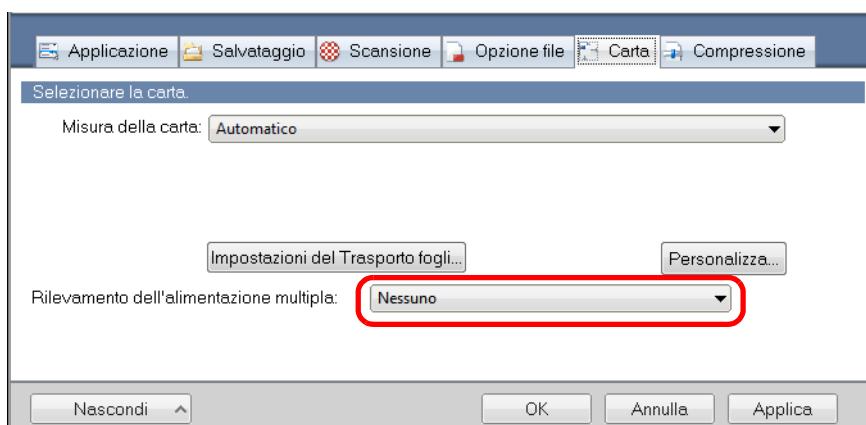 Applicazione Salvataggio Scansione Opzione file Carta Compressione
Selezionare la carta.
Misura della carta: Automatico
Impostazioni del Trasporto fogli... Personalizza...
Rilevamento dell'alimentazione multipla: Nessuno
Nascondi OK Annulla Applica